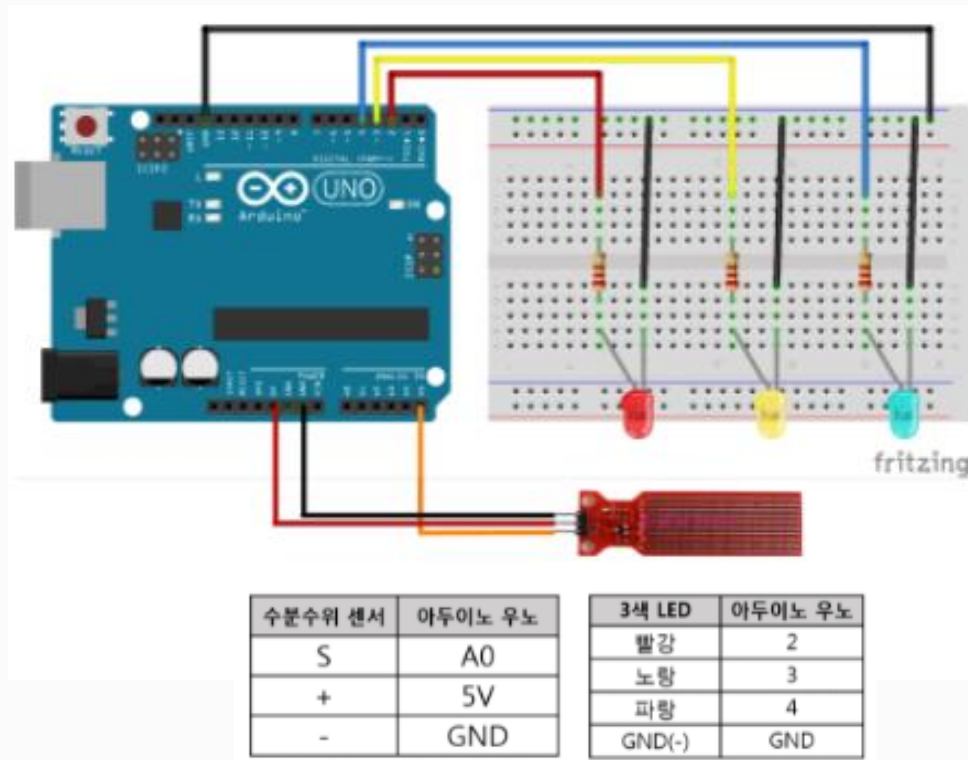 UNO
Arduino
fritzing
수분수위 센서 아두이노 우노
S A0
+ 5V
- GND
3색 LED 아두이노 우노
빨강 2
노랑 3
파랑 4
GND(-) GND